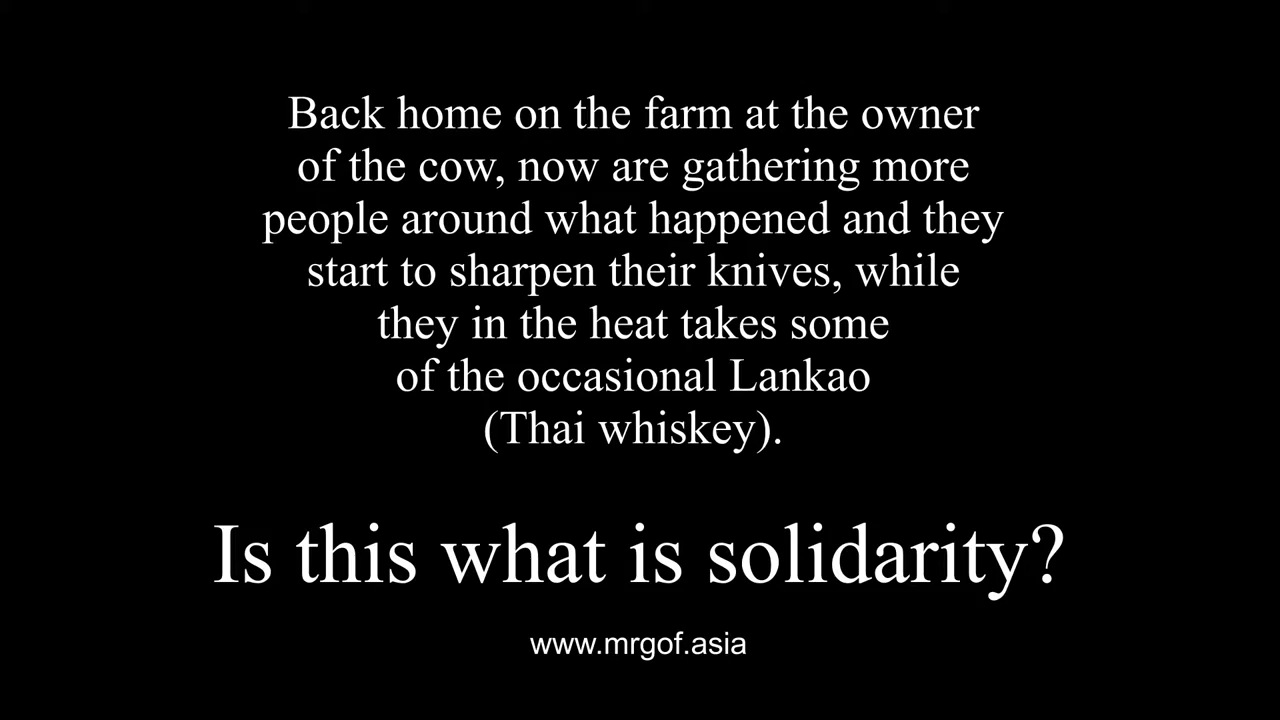 Back home on the farm at the owner
of the cow, now are gathering more
people around what happened and they
start to sharpen their knives, while
they in the heat takes some
of the occasional Lankao
(Thai whiskey).
Is this what is solidarity?
www.mrgof.asia